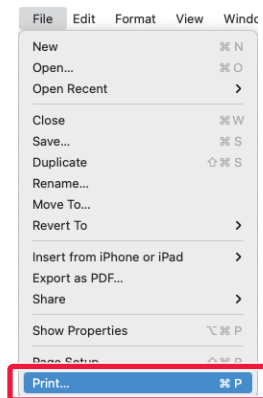 File Edit Format View Windo
New ⌘ N
Open... ⌘ O
Open Recent >
Close ⌘ W
Save... ⌘ S
Duplicate ⇧ ⌘ S
Rename...
Move To...
Revert To >
Insert from iPhone or iPad >
Export as PDF...
Share >
Show Properties ⌥ ⌘ P
Page Setup ⇧ ⌘ P
Print... ⌘ P